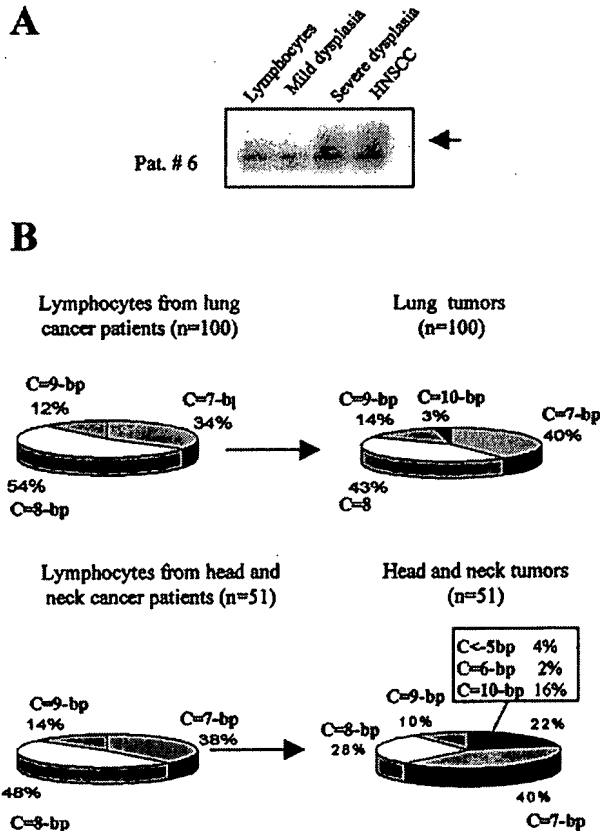 A
Lymphocytes
Mild dysplasia
Severe dysplasia
HNSCC
Pat. # 6
B
Lymphocytes from lung
cancer patients (n=100)
Lung tumors
(n=100)
C=9-bp
12%
C=7-b
34%
54%
C=8-bp
C=9-bp
14%
C=10-bp
3%
C=7-bp
40%
43%
C=8
Lymphocytes from head and
neck cancer patients (n=51)
Head and neck tumors
(n=51)
C<-5bp 4%
C=6-bp 2%
C=10-bp 16%
C=9-bp
14%
C=7-bp
38%
48%
C=8-bp
C=9-bp
10%
C=8-bp
28%
22%
40%
C=7-bp